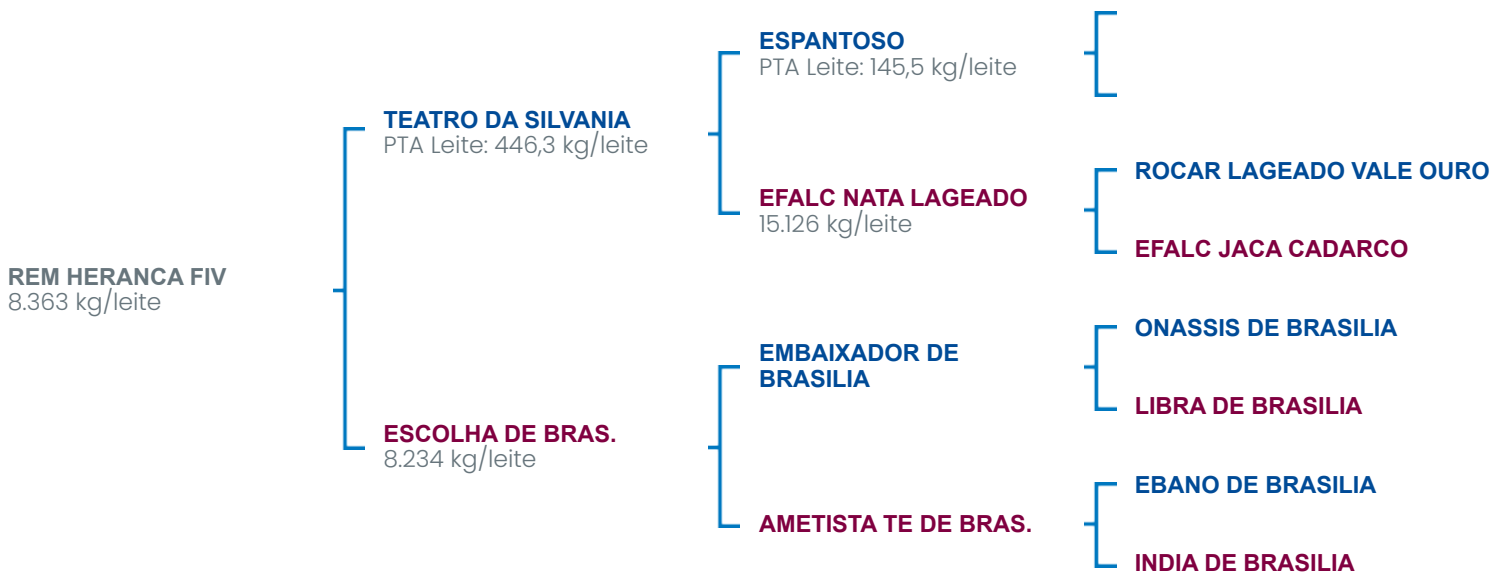 REM HERANCA FIV
8.363 kg/leite
TEATRO DA SILVANIA
PTA Leite: 446,3 kg/leite
ESCOLHA DE BRAS.
8.234 kg/leite
ESPANTOSO
PTA Leite: 145,5 kg/leite
EFALC NATA LAGEADO
15.126 kg/leite
EMBAIXADOR DE
BRASILIA
AMETISTA TE DE BRAS.
ROCAR LAGEADO VALE OURO
EFALC JACA CADARCO
ONASSIS DE BRASILIA
LIBRA DE BRASILIA
EBANO DE BRASILIA
INDIA DE BRASILIA